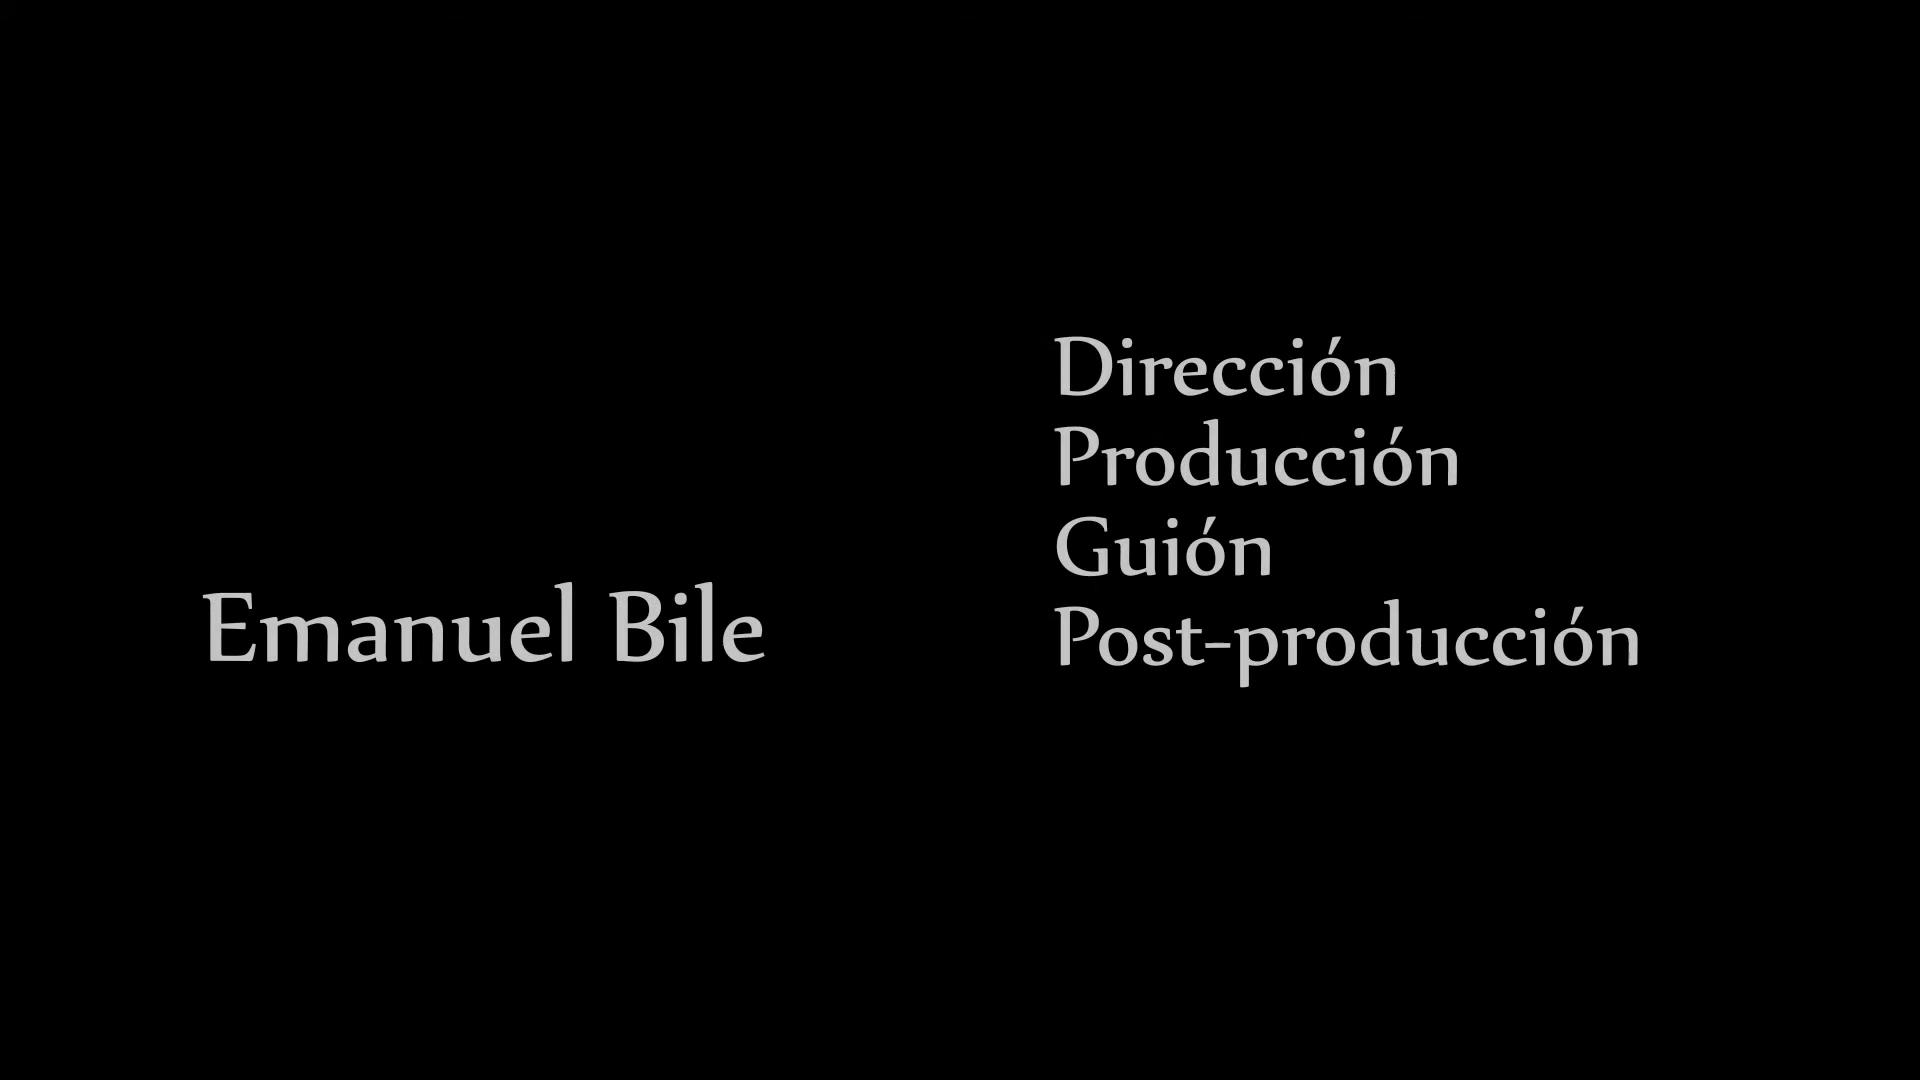 Emanuel Bile
Dirección
Producción
Guión
Post-producción